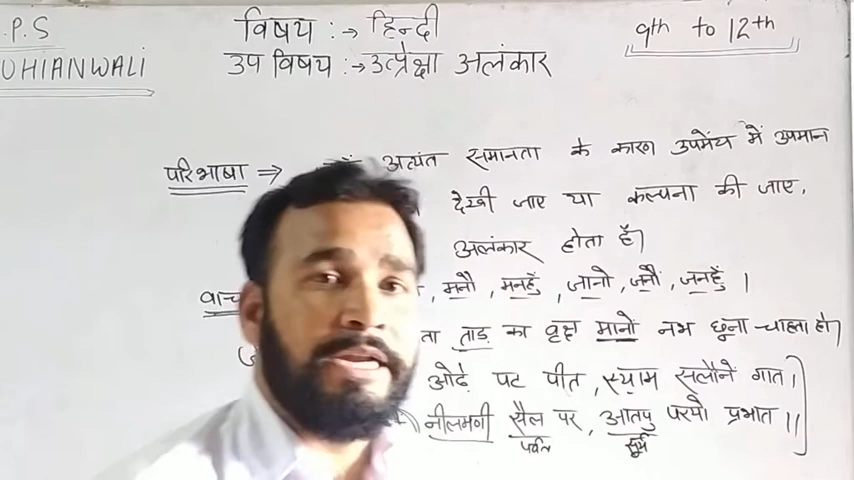 .P.S
UHIANWALI
विषय :→ हिन्दी
उप विषय :→ उत्प्रेक्षा अलंकार
9th to 12th
परिभाषा ⇒ अत्यंत समानता के कारण उपमेय में उपमान
देखी जाए या कल्पना की जाए,
अलंकार होता है।
वाच , मनौ , मनहुँ , जानो , जनौ , जनहुँ ।
ता ताड़ का वृक्ष मानो नभ छूना चाहता हो।
ओढ़े पट पीत , स्याम सलौने गात।
नीलमणी सैल पर , आतपु परयो प्रभात ।।
पर्वत सूर्य